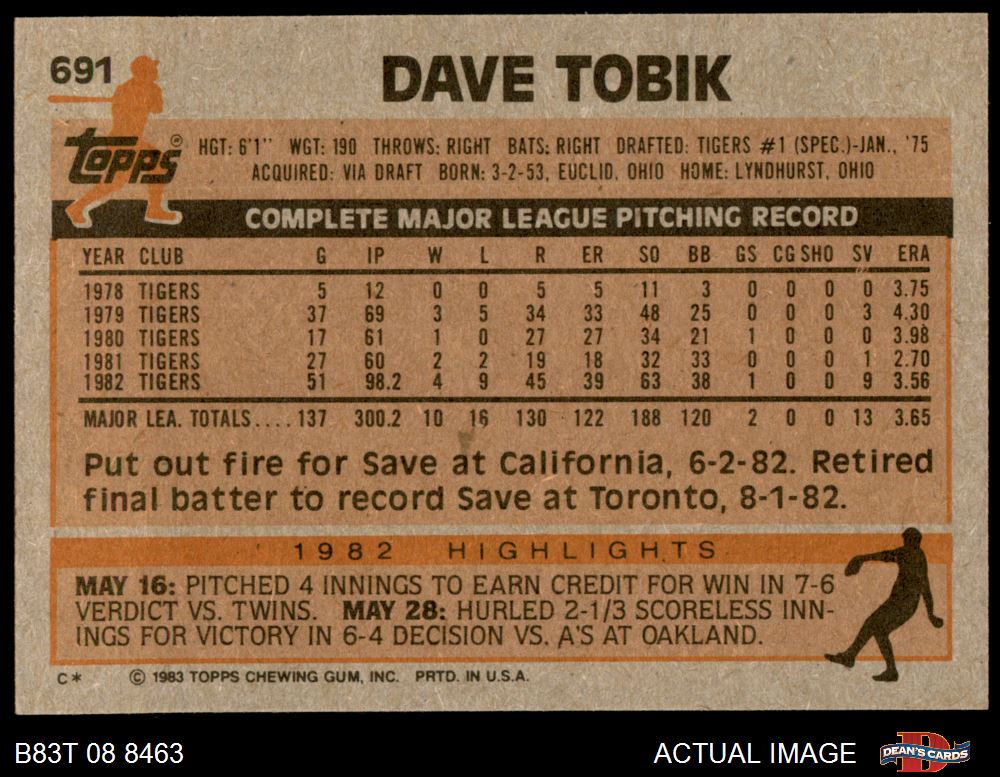 691
DAVE TOBIK
topps®
HGT: 6'1" WGT: 190 THROWS: RIGHT BATS: RIGHT DRAFTED: TIGERS #1 (SPEC.)-JAN., '75
ACQUIRED: VIA DRAFT BORN: 3-2-53, EUCLID, OHIO HOME: LYNDHURST, OHIO
COMPLETE MAJOR LEAGUE PITCHING RECORD
YEAR CLUB G IP W L R ER SO BB GS CG SHO SV ERA
1978 TIGERS 5 12 0 0 5 5 11 3 0 0 0 0 3.75
1979 TIGERS 37 69 3 5 34 33 48 25 0 0 0 3 4.30
1980 TIGERS 17 61 1 0 27 27 34 21 1 0 0 0 3.98
1981 TIGERS 27 60 2 2 19 18 32 33 0 0 0 1 2.70
1982 TIGERS 51 98.2 4 9 45 39 63 38 1 0 0 9 3.56
MAJOR LEA. TOTALS.... 137 300.2 10 16 130 122 188 120 2 0 0 13 3.65
Put out fire for Save at California, 6-2-82. Retired
final batter to record Save at Toronto, 8-1-82.
1982 HIGHLIGHTS
MAY 16: PITCHED 4 INNINGS TO EARN CREDIT FOR WIN IN 7-6
VERDICT VS. TWINS. MAY 28: HURLED 2-1/3 SCORELESS INN-
INGS FOR VICTORY IN 6-4 DECISION VS. A'S AT OAKLAND.
C* © 1983 TOPPS CHEWING GUM, INC. PRTD. IN U.S.A.
B83T 08 8463
ACTUAL IMAGE
D
DEAN'S CARDS